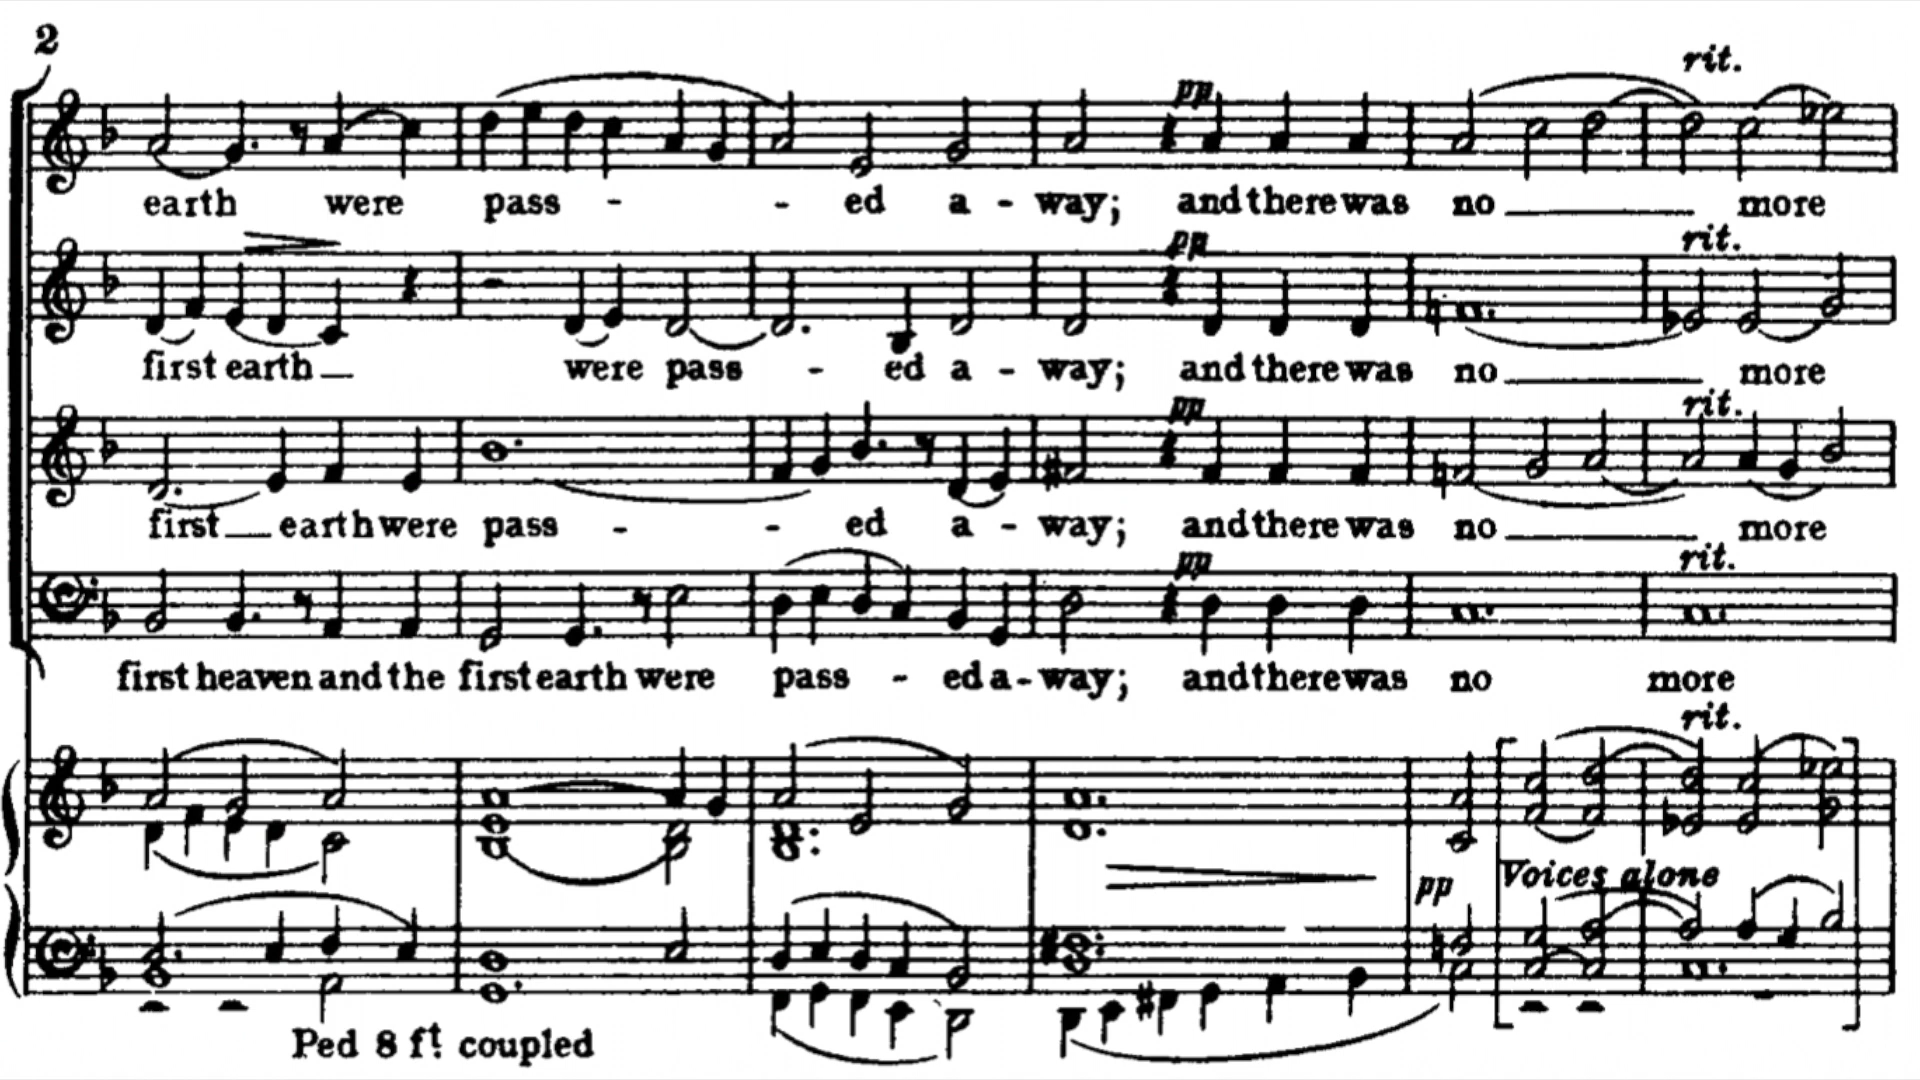 2
rit.
pp
earth were pass - - ed a - way; and there was no more
pp rit.
first earth were pass - ed a - way; and there was no more
pp rit.
first earth were pass - - ed a - way; and there was no more
pp rit.
first heaven and the first earth were pass - ed a - way; and there was no more
rit.
pp Voices alone
Ped 8 ft. coupled